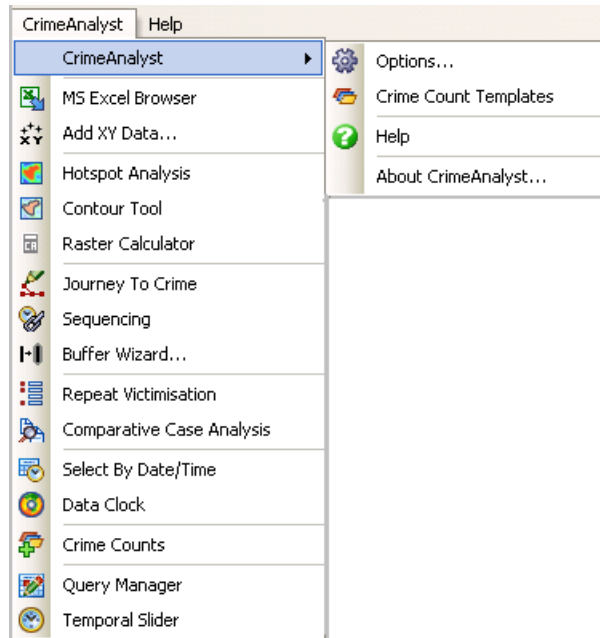 CrimeAnalyst Help
CrimeAnalyst
MS Excel Browser
Add XY Data...
Hotspot Analysis
Contour Tool
Raster Calculator
Journey To Crime
Sequencing
Buffer Wizard...
Repeat Victimisation
Comparative Case Analysis
Select By Date/Time
Data Clock
Crime Counts
Query Manager
Temporal Slider
Options...
Crime Count Templates
Help
About CrimeAnalyst...